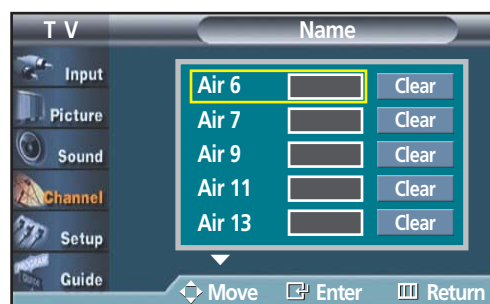 T V
Name
Input
Picture
Sound
Channel
Setup
Guide
Air 6 Clear
Air 7 Clear
Air 9 Clear
Air 11 Clear
Air 13 Clear
Move Enter Return